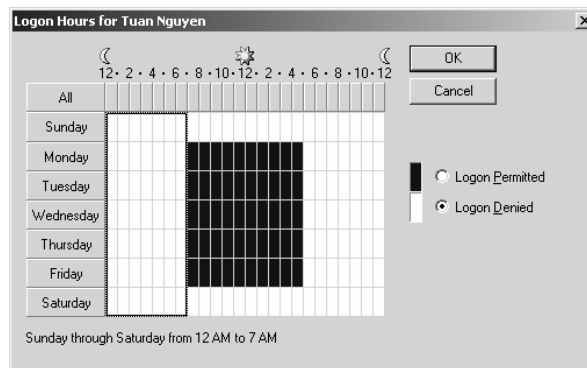 Logon Hours for Tuan Nguyen
OK
Cancel
12 · 2 · 4 · 6 · 8 · 10 · 12 · 2 · 4 · 6 · 8 · 10 · 12
All
Sunday
Monday
Tuesday
Wednesday
Thursday
Friday
Saturday
Logon Permitted
Logon Denied
Sunday through Saturday from 12 AM to 7 AM